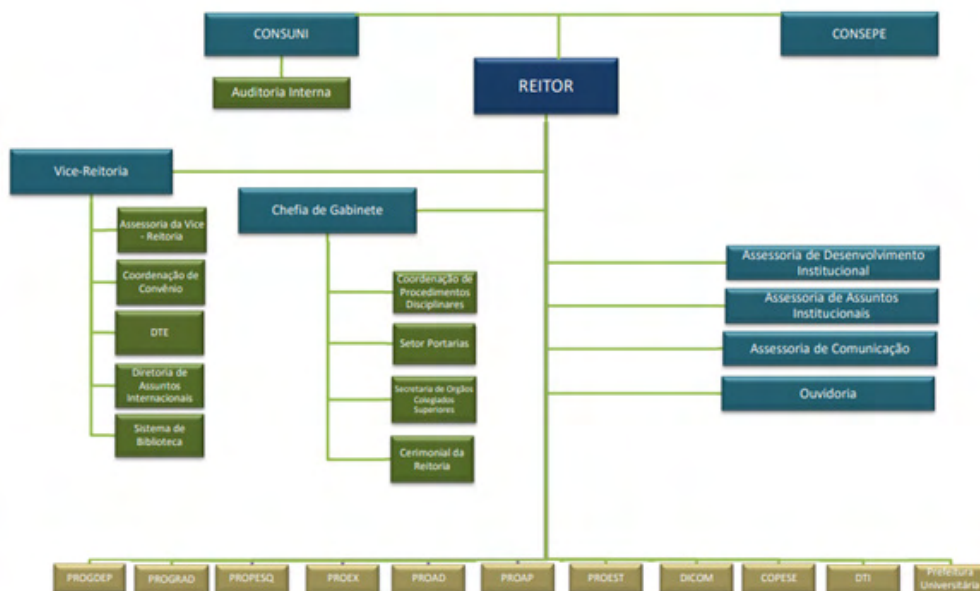 CONSUNI
CONSEPE
Auditoria Interna
REITOR
Vice-Reitoria
Chefia de Gabinete
Assessoria da Vice
- Reitoria
Coordenação de
Convênio
DTE
Diretoria de
Assuntos
Internacionais
Sistema de
Biblioteca
Coordenação de
Procedimentos
Disciplinares
Setor Portarias
Secretaria de Orgãos
Colegiados
Superiores
Cerimonial da
Reitoria
Assessoria de Desenvolvimento
Institucional
Assessoria de Assuntos
Institucionais
Assessoria de Comunicação
Ouvidoria
PROGDEP
PROGRAD
PROPESQ
PROEX
PROAD
PROAP
PROEST
DICOM
COPESE
DTI
Prefeitura
Universitária